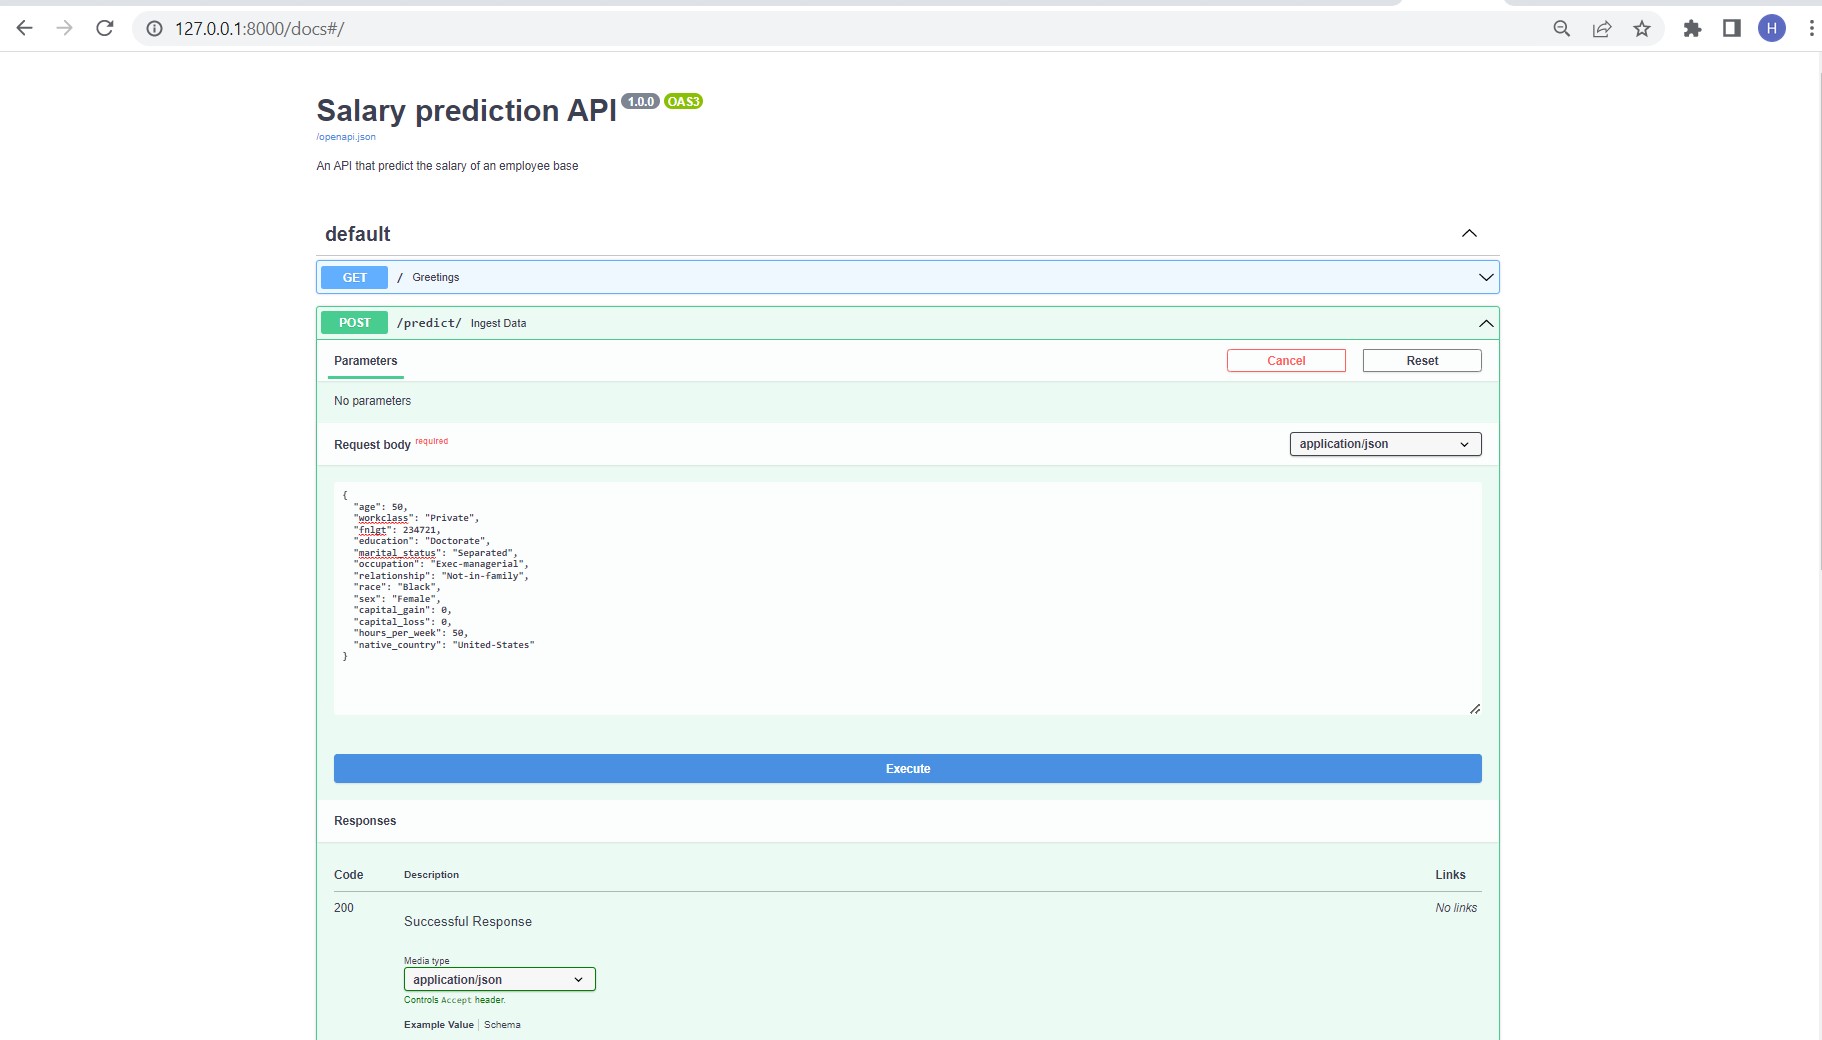 127.0.0.1:8000/docs#/
H
Salary prediction API 1.0.0 OAS3
/openapi.json
An API that predict the salary of an employee base
default
GET / Greetings
POST /predict/ Ingest Data
Parameters
Cancel
Reset
No parameters
Request body required
application/json
{
"age": 50,
"workclass": "Private",
"fnlgt": 234721,
"education": "Doctorate",
"marital_status": "Separated",
"occupation": "Exec-managerial",
"relationship": "Not-in-family",
"race": "Black",
"sex": "Female",
"capital_gain": 0,
"capital_loss": 0,
"hours_per_week": 50,
"native_country": "United-States"
}
Execute
Responses
Code Description Links
200 Successful Response No links
Media type
application/json
Controls Accept header.
Example Value | Schema